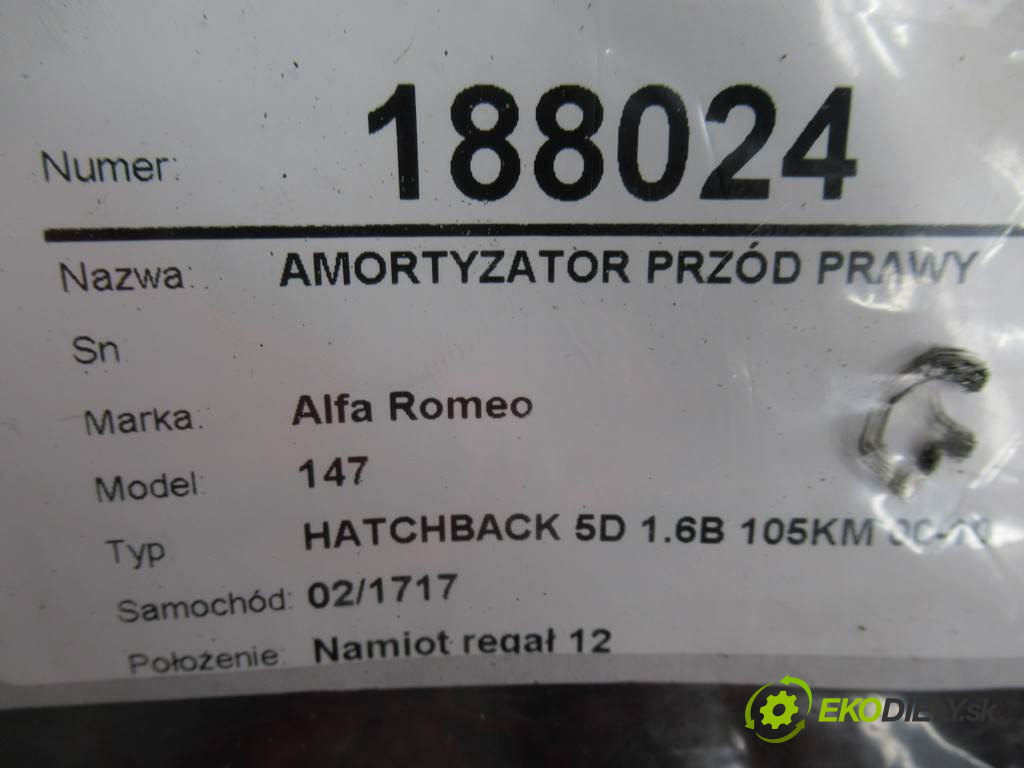 Numer: 188024
Nazwa: AMORTYZATOR PRZÓD PRAWY
Sn
Marka: Alfa Romeo
Model: 147
Typ HATCHBACK 5D 1.6B 105KM
Samochód: 02/1717
Położenie: Namiot regał 12
EKODIELY.sk